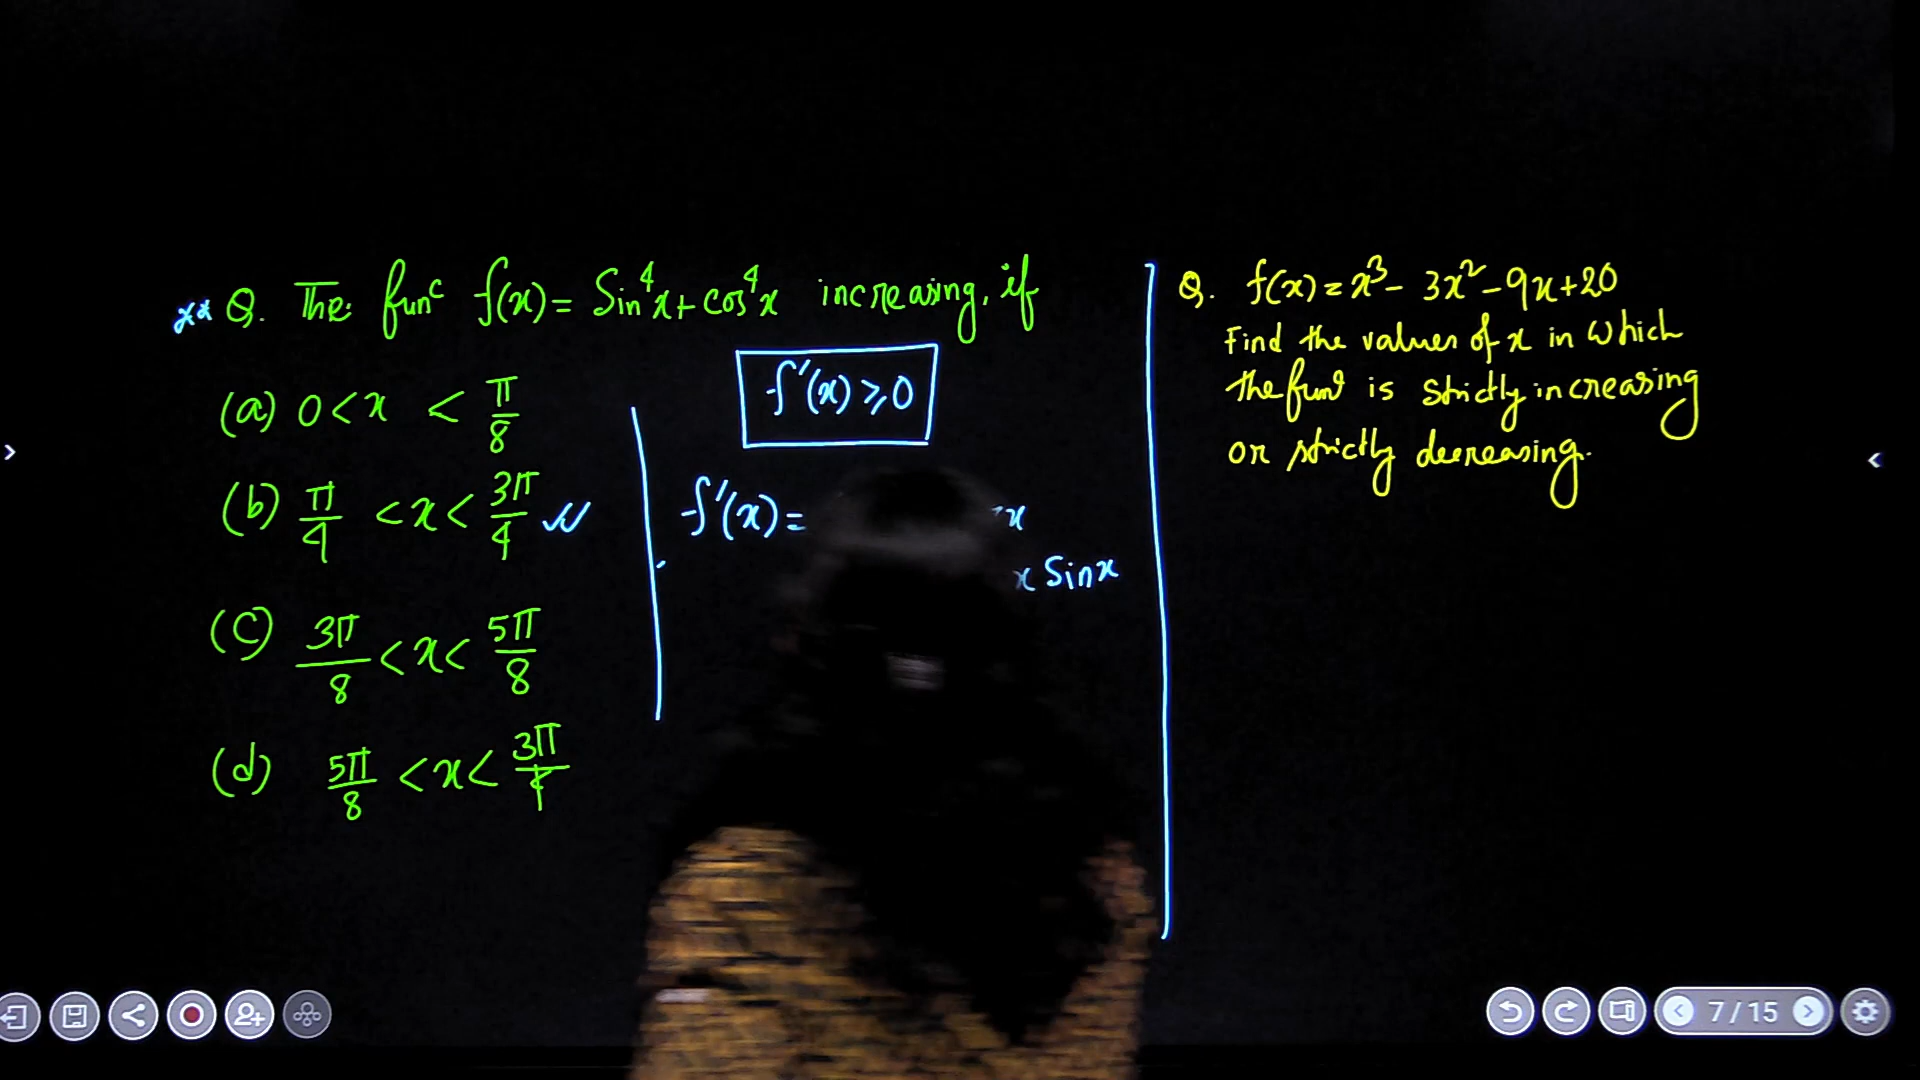 ** Q. The func f(x) = Sin⁴x + cos⁴x increasing, if
(a) 0 < x < π/8
(b) π/4 < x < 3π/4
(c) 3π/8 < x < 5π/8
(d) 5π/8 < x < 3π/4
f'(x) ≥ 0
f'(x) =
x
x Sinx
Q. f(x) = x³ - 3x² - 9x + 20
Find the values of x in which
the func is strictly increasing
or strictly decreasing.
7/15